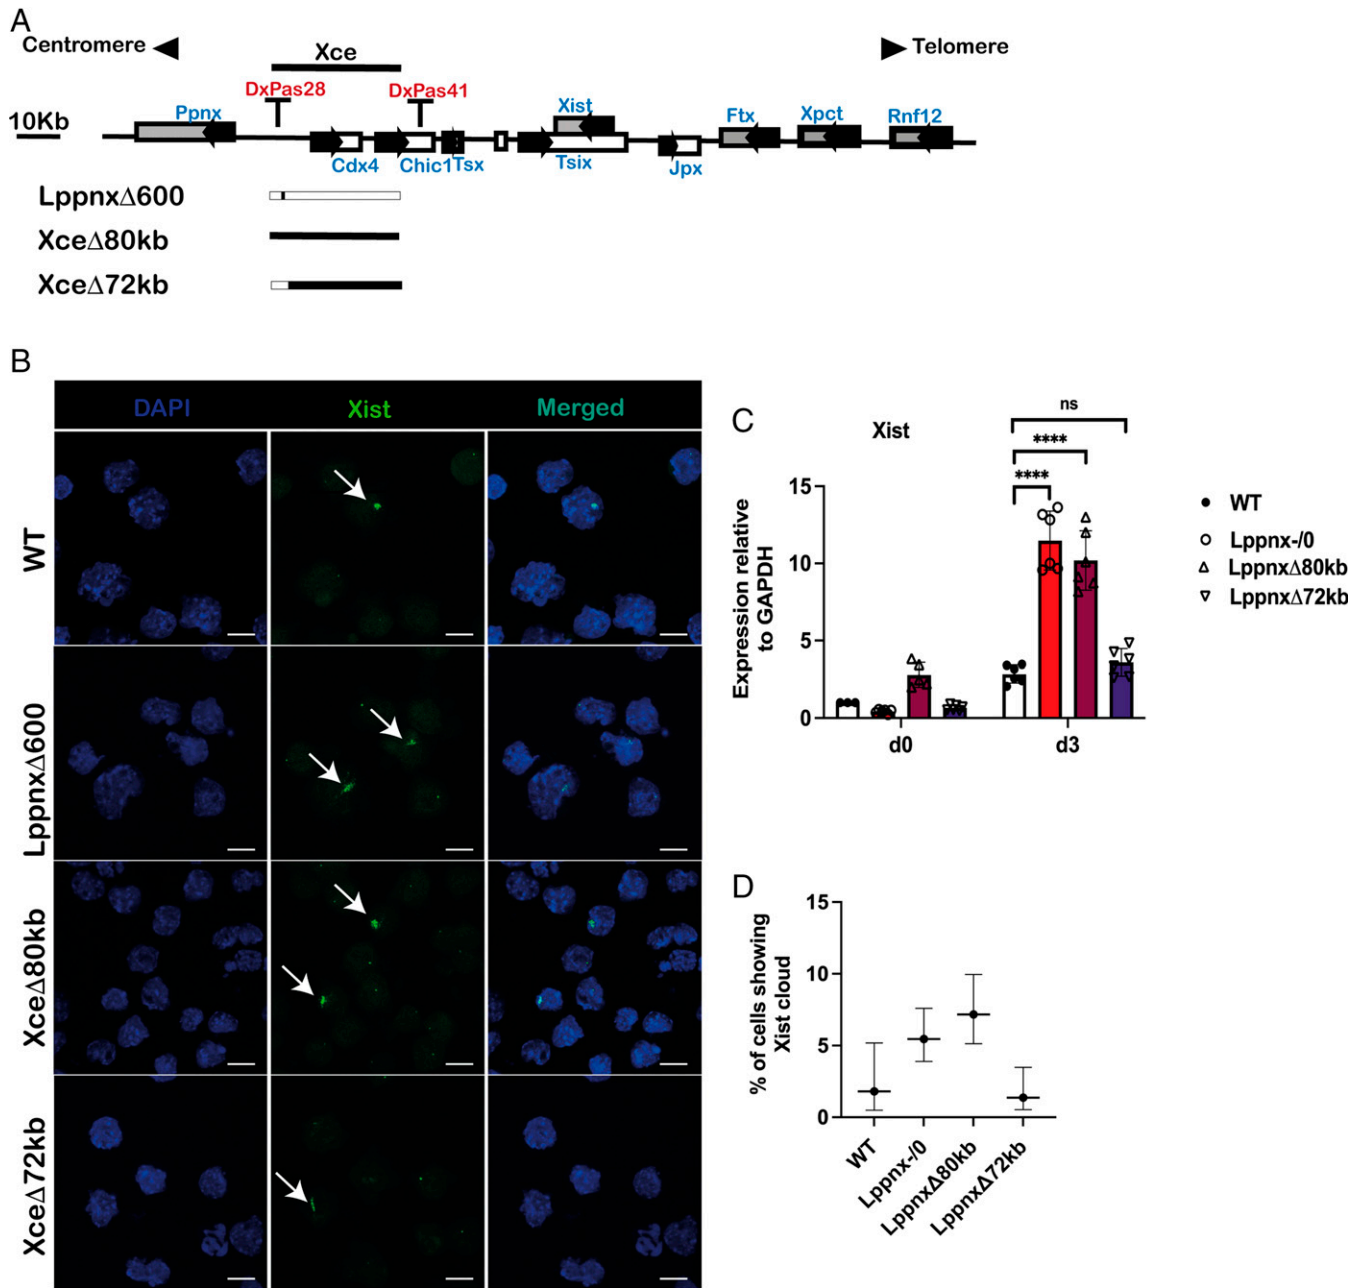 A
Centromere
Xce
Telomere
DxPas28
DxPas41
10Kb
Ppnx
Xist
Ftx
Xpct
Rnf12
Cdx4
Chic1
Tsx
Tsix
Jpx
LppnxΔ600
XceΔ80kb
XceΔ72kb
B
DAPI
Xist
Merged
WT
LppnxΔ600
XceΔ80kb
XceΔ72kb
C
Xist
ns
****
****
Expression relative
to GAPDH
15
10
5
0
d0
d3
WT
Lppnx-/0
LppnxΔ80kb
LppnxΔ72kb
D
% of cells showing
Xist cloud
15
10
5
0
WT
Lppnx-/0
LppnxΔ80kb
LppnxΔ72kb